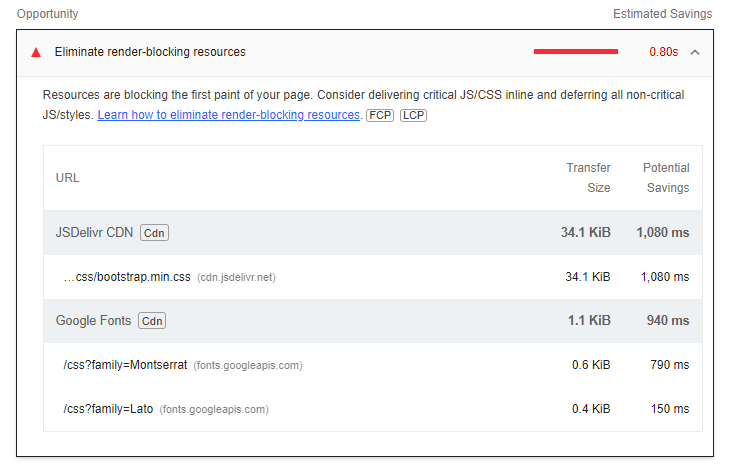 Opportunity Estimated Savings
Eliminate render-blocking resources 0.80s
Resources are blocking the first paint of your page. Consider delivering critical JS/CSS inline and deferring all non-critical
JS/styles. Learn how to eliminate render-blocking resources. FCP LCP
URL Transfer Size Potential Savings
JSDelivr CDN Cdn 34.1 KiB 1,080 ms
…css/bootstrap.min.css (cdn.jsdelivr.net) 34.1 KiB 1,080 ms
Google Fonts Cdn 1.1 KiB 940 ms
/css?family=Montserrat (fonts.googleapis.com) 0.6 KiB 790 ms
/css?family=Lato (fonts.googleapis.com) 0.4 KiB 150 ms